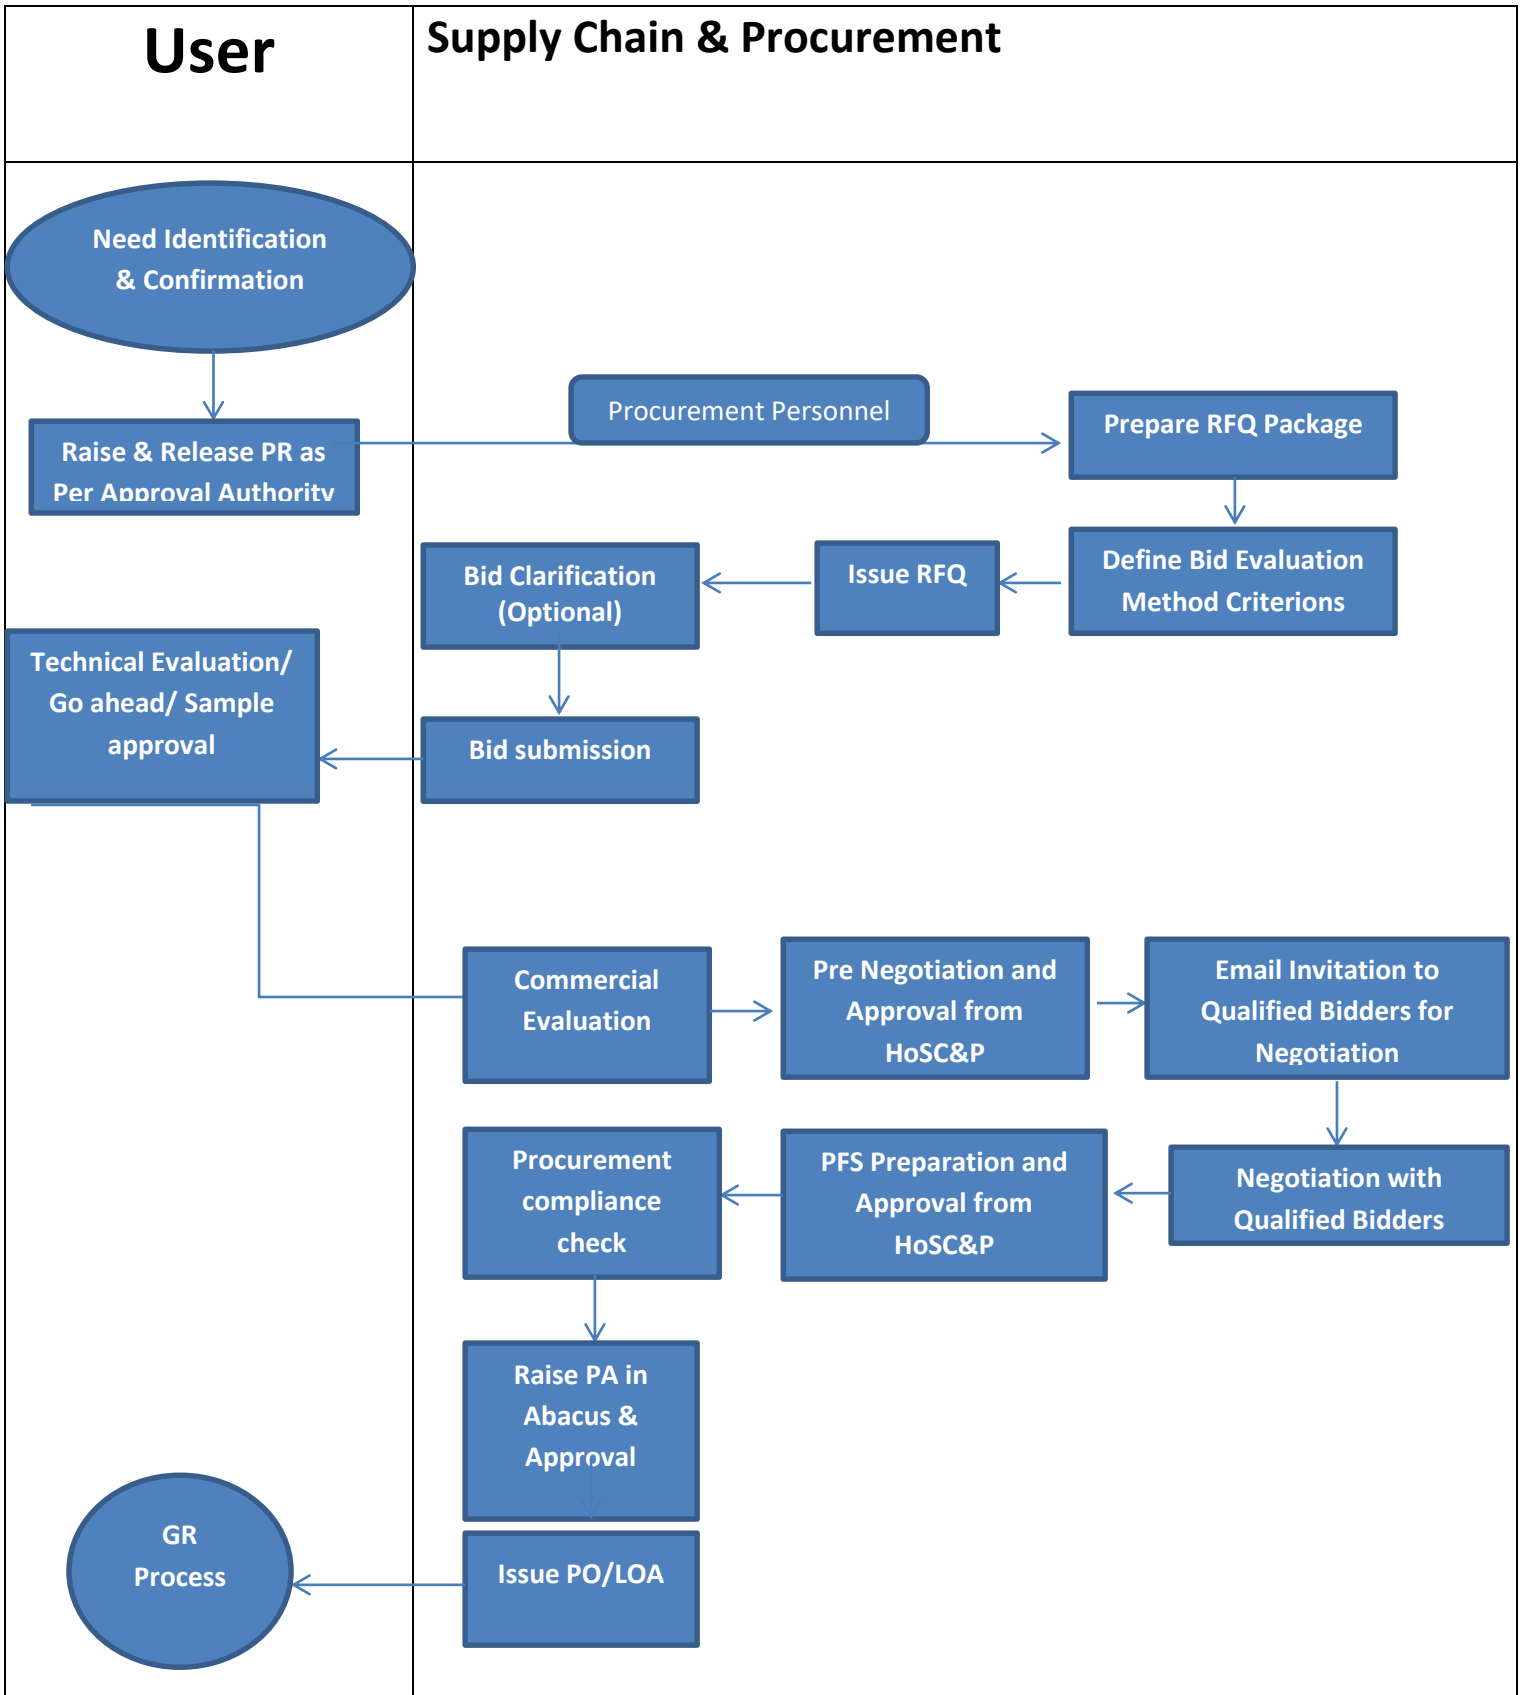 User
Supply Chain & Procurement
Need Identification
& Confirmation
Procurement Personnel
Prepare RFQ Package
Raise & Release PR as
Per Approval Authority
Define Bid Evaluation
Method Criterions
Issue RFQ
Bid Clarification
(Optional)
Technical Evaluation/
Go ahead/ Sample
approval
Bid submission
Commercial
Evaluation
Pre Negotiation and
Approval from
HoSC&P
Email Invitation to
Qualified Bidders for
Negotiation
Negotiation with
Qualified Bidders
PFS Preparation and
Approval from
HoSC&P
Procurement
compliance
check
Raise PA in
Abacus &
Approval
Issue PO/LOA
GR
Process